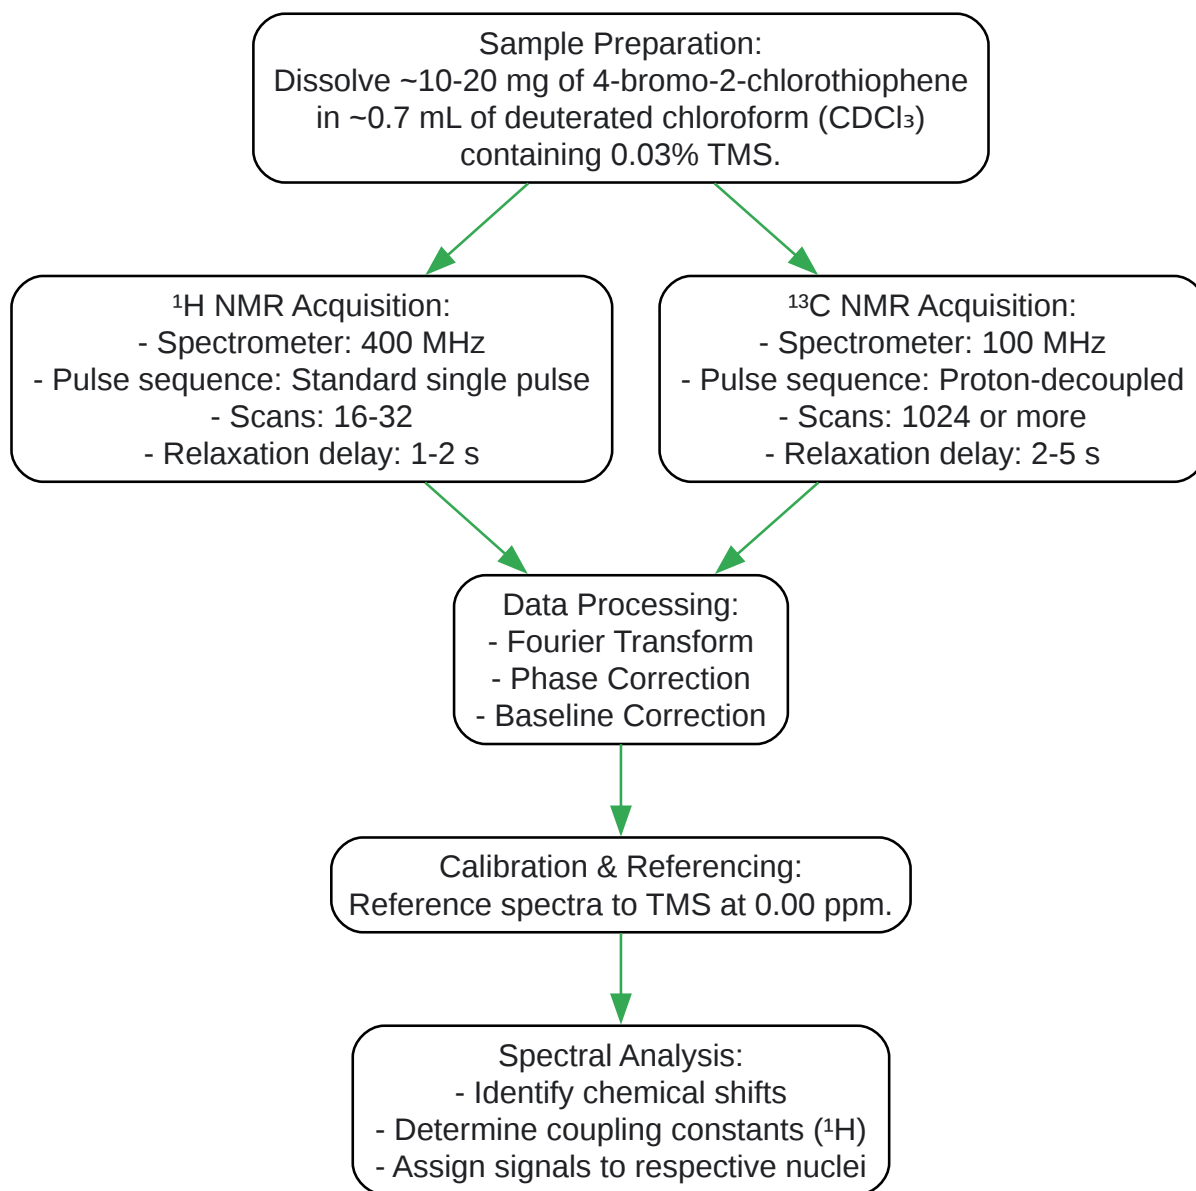 Sample Preparation:
Dissolve ~10-20 mg of 4-bromo-2-chlorothiophene
in ~0.7 mL of deuterated chloroform (CDCl₃)
containing 0.03% TMS.
¹H NMR Acquisition:
- Spectrometer: 400 MHz
- Pulse sequence: Standard single pulse
- Scans: 16-32
- Relaxation delay: 1-2 s
¹³C NMR Acquisition:
- Spectrometer: 100 MHz
- Pulse sequence: Proton-decoupled
- Scans: 1024 or more
- Relaxation delay: 2-5 s
Data Processing:
- Fourier Transform
- Phase Correction
- Baseline Correction
Calibration & Referencing:
Reference spectra to TMS at 0.00 ppm.
Spectral Analysis:
- Identify chemical shifts
- Determine coupling constants (¹H)
- Assign signals to respective nuclei